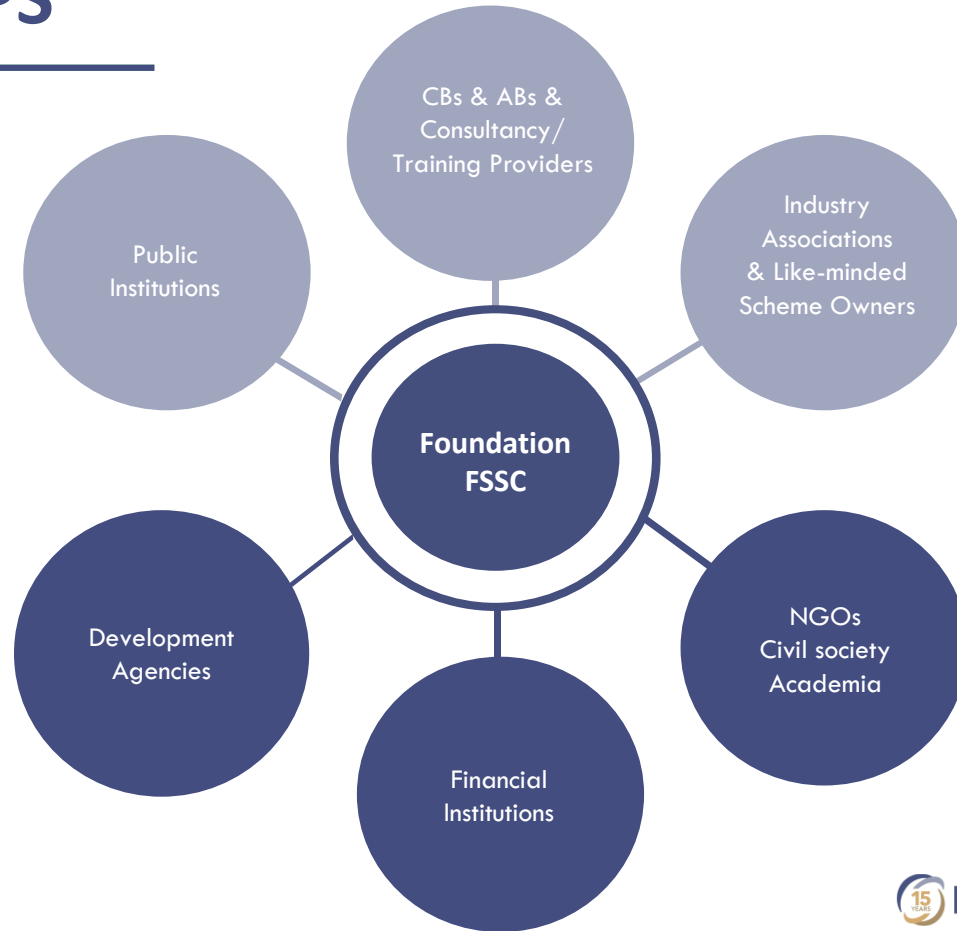 PS
CBs & ABs &
Consultancy/
Training Providers
Public
Institutions
Industry
Associations
& Like-minded
Scheme Owners
Foundation
FSSC
Development
Agencies
NGOs
Civil society
Academia
Financial
Institutions
15
YEARS